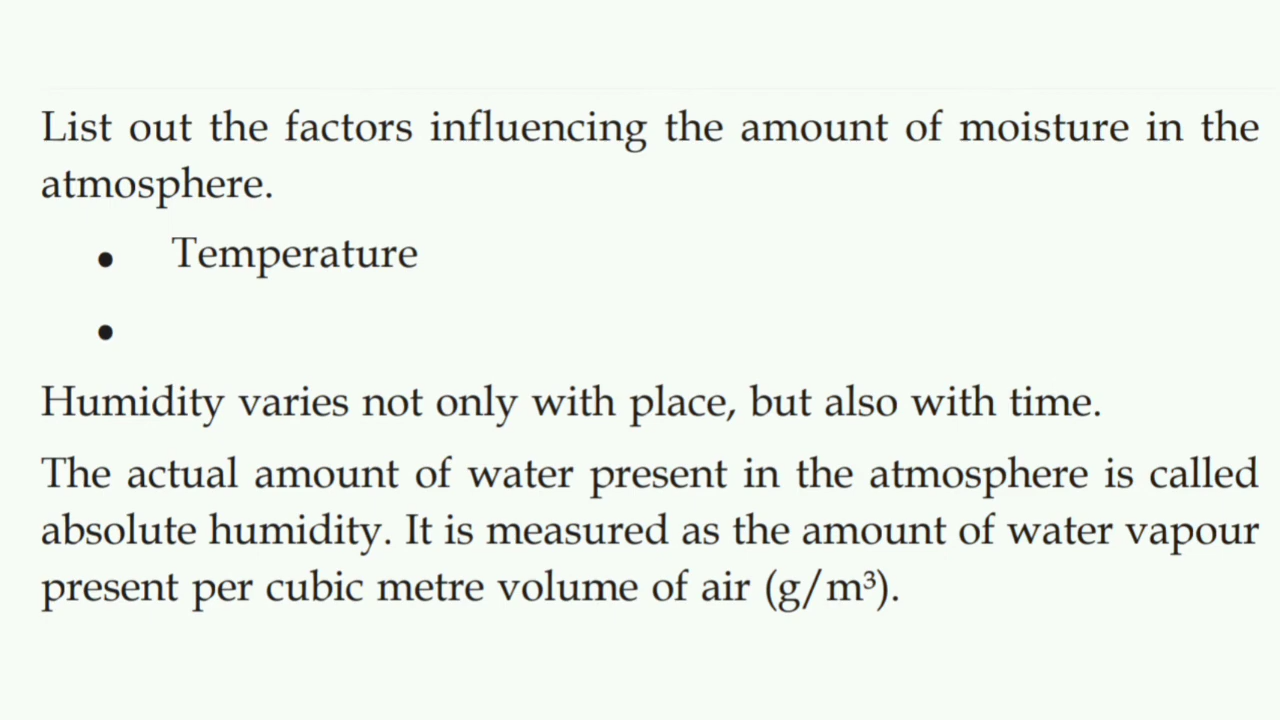 List out the factors influencing the amount of moisture in the
atmosphere.
• Temperature
•
Humidity varies not only with place, but also with time.
The actual amount of water present in the atmosphere is called
absolute humidity. It is measured as the amount of water vapour
present per cubic metre volume of air (g/m³).